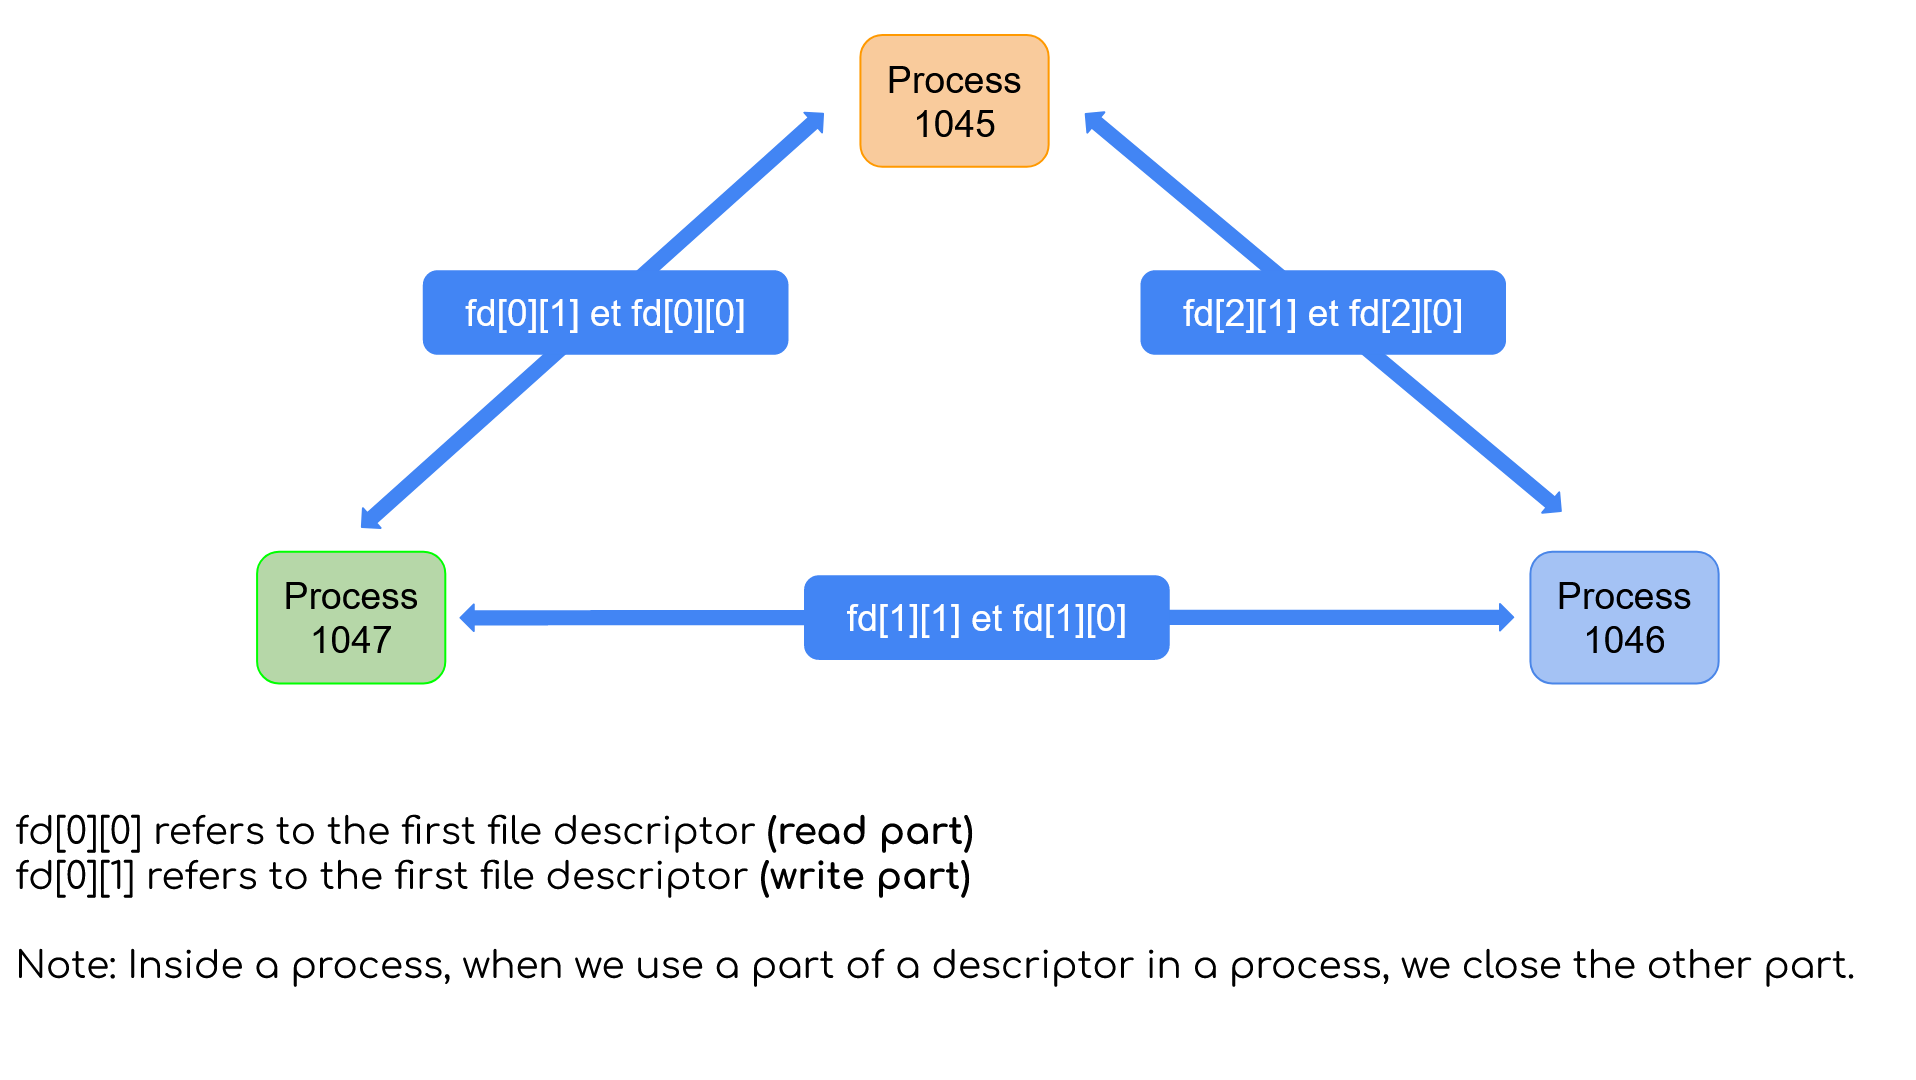 Process
1045
fd[0][1] et fd[0][0]
fd[2][1] et fd[2][0]
Process
1047
fd[1][1] et fd[1][0]
Process
1046
fd[0][0] refers to the first file descriptor (read part)
fd[0][1] refers to the first file descriptor (write part)
Note: Inside a process, when we use a part of a descriptor in a process, we close the other part.